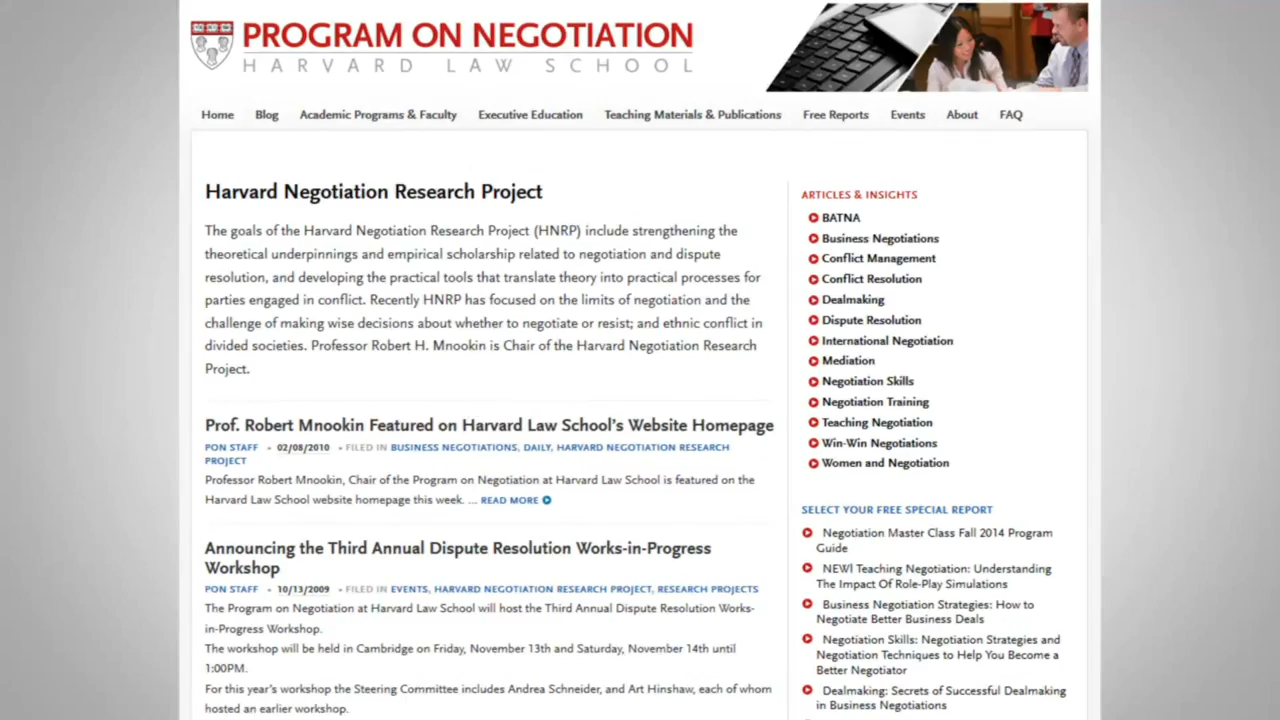 PROGRAM ON NEGOTIATION
HARVARD LAW SCHOOL
Home Blog Academic Programs & Faculty Executive Education Teaching Materials & Publications Free Reports Events About FAQ
Harvard Negotiation Research Project
The goals of the Harvard Negotiation Research Project (HNRP) include strengthening the
theoretical underpinnings and empirical scholarship related to negotiation and dispute
resolution, and developing the practical tools that translate theory into practical processes for
parties engaged in conflict. Recently HNRP has focused on the limits of negotiation and the
challenge of making wise decisions about whether to negotiate or resist; and ethnic conflict in
divided societies. Professor Robert H. Mnookin is Chair of the Harvard Negotiation Research
Project.
Prof. Robert Mnookin Featured on Harvard Law School's Website Homepage
PON STAFF • 02/08/2010 • FILED IN BUSINESS NEGOTIATIONS, DAILY, HARVARD NEGOTIATION RESEARCH
PROJECT
Professor Robert Mnookin, Chair of the Program on Negotiation at Harvard Law School is featured on the
Harvard Law School website homepage this week. ... READ MORE
Announcing the Third Annual Dispute Resolution Works-in-Progress
Workshop
PON STAFF • 10/13/2009 • FILED IN EVENTS, HARVARD NEGOTIATION RESEARCH PROJECT, RESEARCH PROJECTS
The Program on Negotiation at Harvard Law School will host the Third Annual Dispute Resolution Works-
in-Progress Workshop.
The workshop will be held in Cambridge on Friday, November 13th and Saturday, November 14th until
1:00PM.
For this year's workshop the Steering Committee includes Andrea Schneider, and Art Hinshaw, each of whom
hosted an earlier workshop.
ARTICLES & INSIGHTS
BATNA
Business Negotiations
Conflict Management
Conflict Resolution
Dealmaking
Dispute Resolution
International Negotiation
Mediation
Negotiation Skills
Negotiation Training
Teaching Negotiation
Win-Win Negotiations
Women and Negotiation
SELECT YOUR FREE SPECIAL REPORT
Negotiation Master Class Fall 2014 Program
Guide
NEW! Teaching Negotiation: Understanding
The Impact Of Role-Play Simulations
Business Negotiation Strategies: How to
Negotiate Better Business Deals
Negotiation Skills: Negotiation Strategies and
Negotiation Techniques to Help You Become a
Better Negotiator
Dealmaking: Secrets of Successful Dealmaking
in Business Negotiations